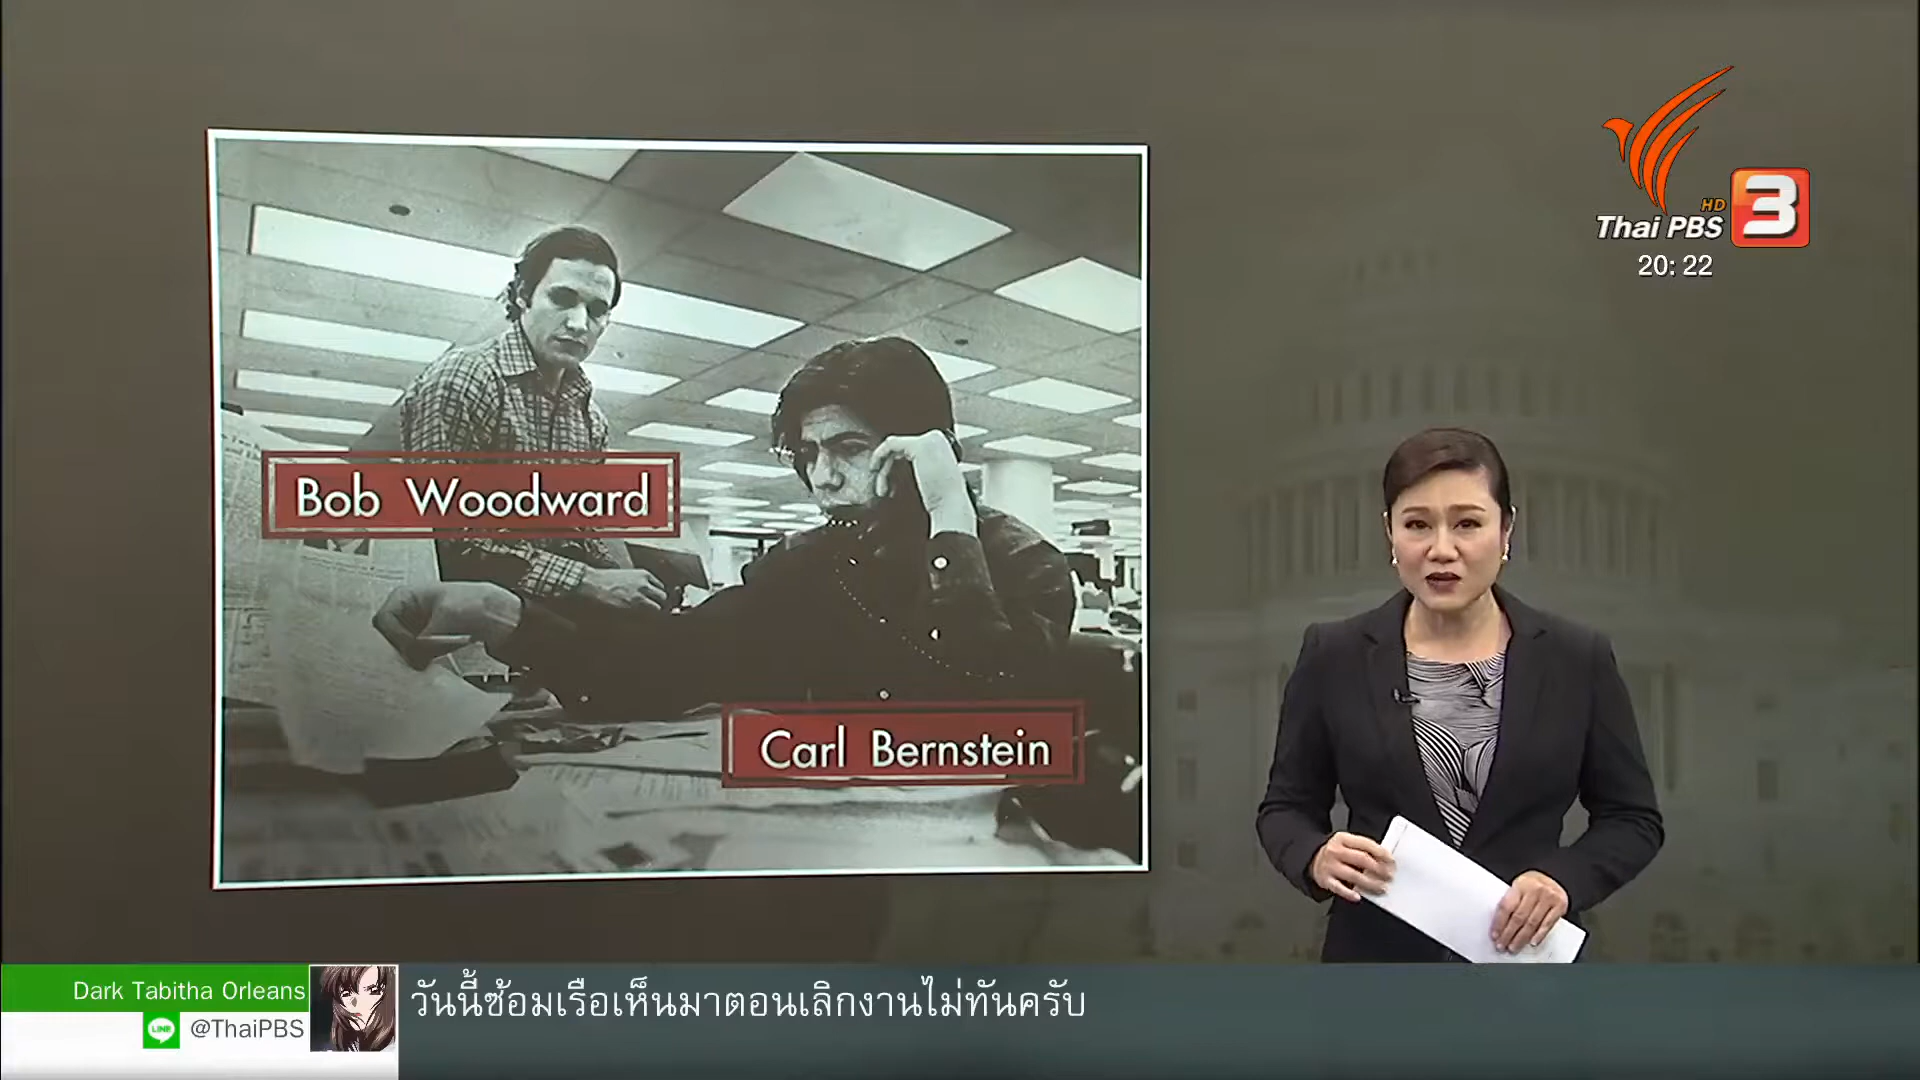 HD
Thai PBS 3
20: 22
Bob Woodward
Carl Bernstein
Dark Tabitha Orleans
LINE @ThaiPBS
วันนี้ซ้อมเรือเห็นมาตอนเลิกงานไม่ทันครับ